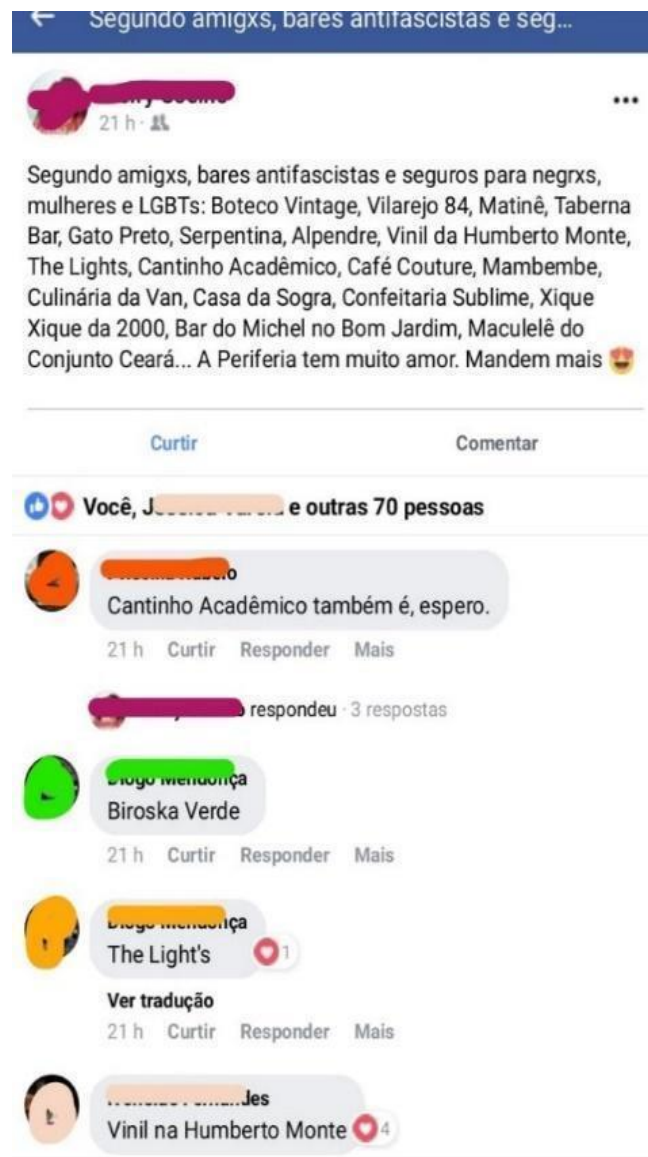 Segundo amigxs, bares antifascistas e seg...
21 h ·
Segundo amigxs, bares antifascistas e seguros para negrxs,
mulheres e LGBTs: Boteco Vintage, Vilarejo 84, Matinê, Taberna
Bar, Gato Preto, Serpentina, Alpendre, Vinil da Humberto Monte,
The Lights, Cantinho Acadêmico, Café Couture, Mambembe,
Culinária da Van, Casa da Sogra, Confeitaria Sublime, Xique
Xique da 2000, Bar do Michel no Bom Jardim, Maculelê do
Conjunto Ceará... A Periferia tem muito amor. Mandem mais 😍
Curtir Comentar
Você, e outras 70 pessoas
Cantinho Acadêmico também é, espero.
21 h Curtir Responder Mais
respondeu · 3 respostas
Biroska Verde
21 h Curtir Responder Mais
The Light's 1
Ver tradução
21 h Curtir Responder Mais
Vinil na Humberto Monte 4